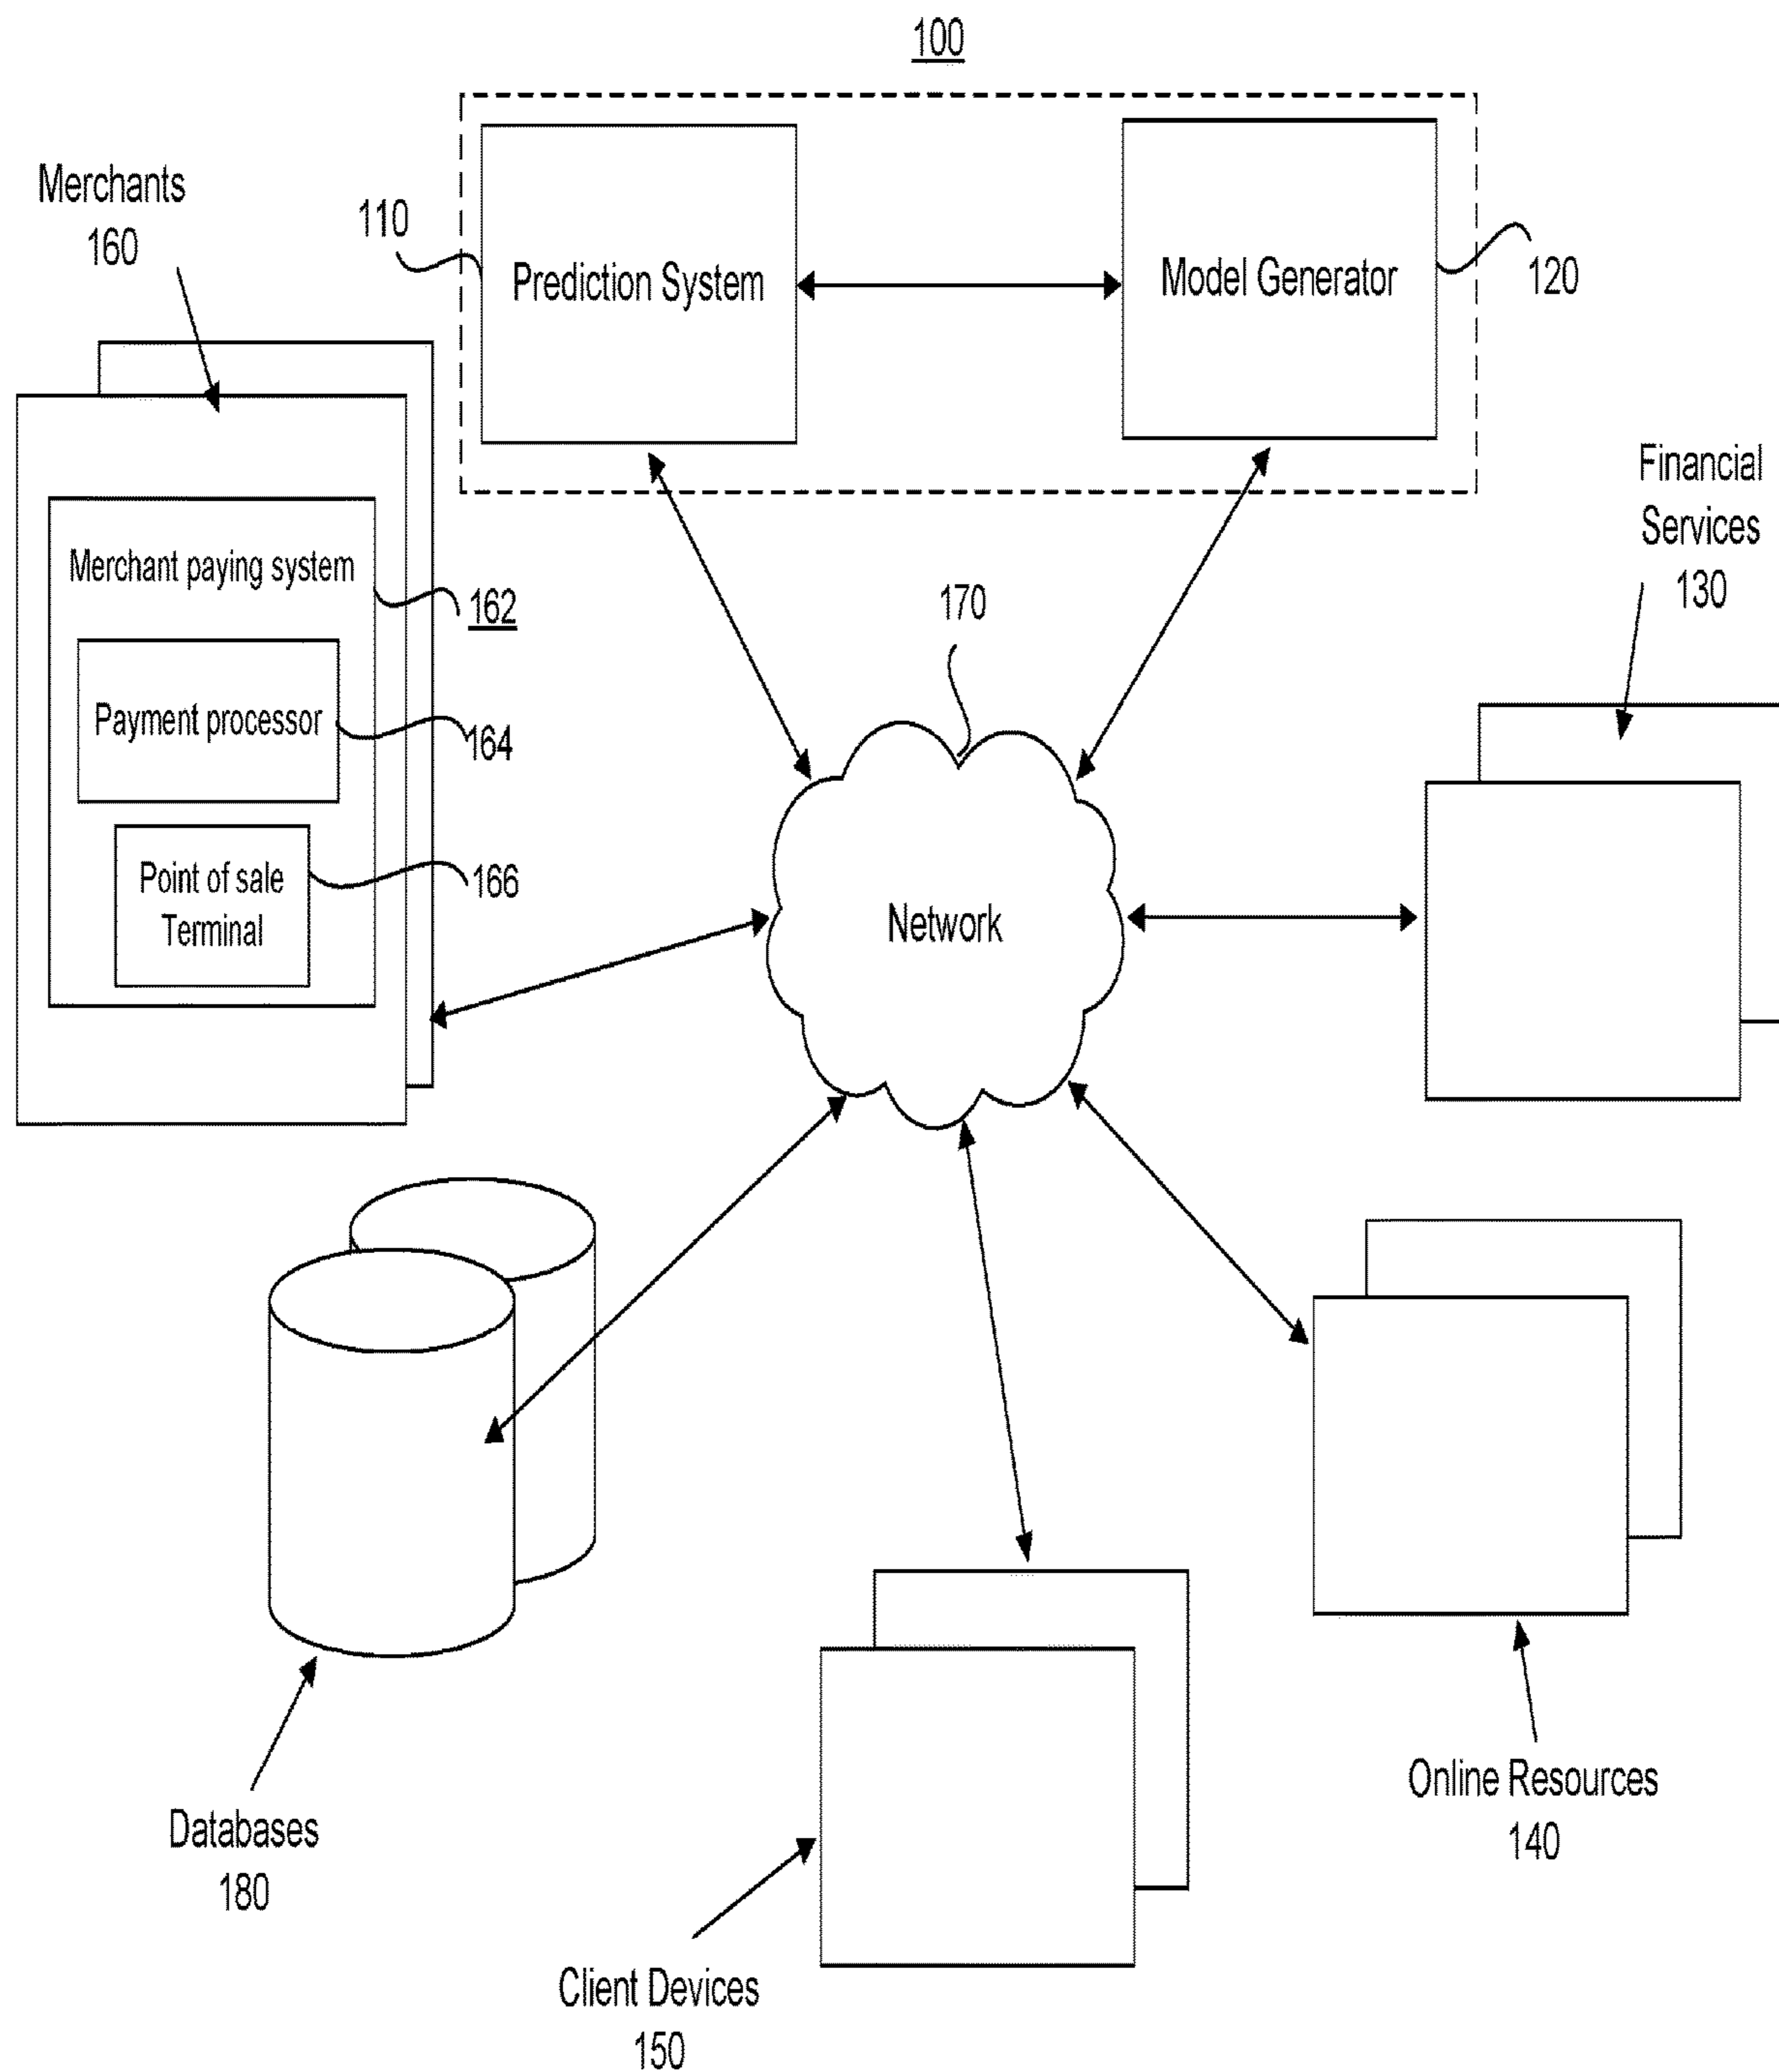 100
Merchants
160
110
Prediction System
Model Generator
120
Financial
Services
130
Merchant paying system
162
170
Payment processor
164
Point of sale
Terminal
166
Network
Databases
180
Online Resources
140
Client Devices
150